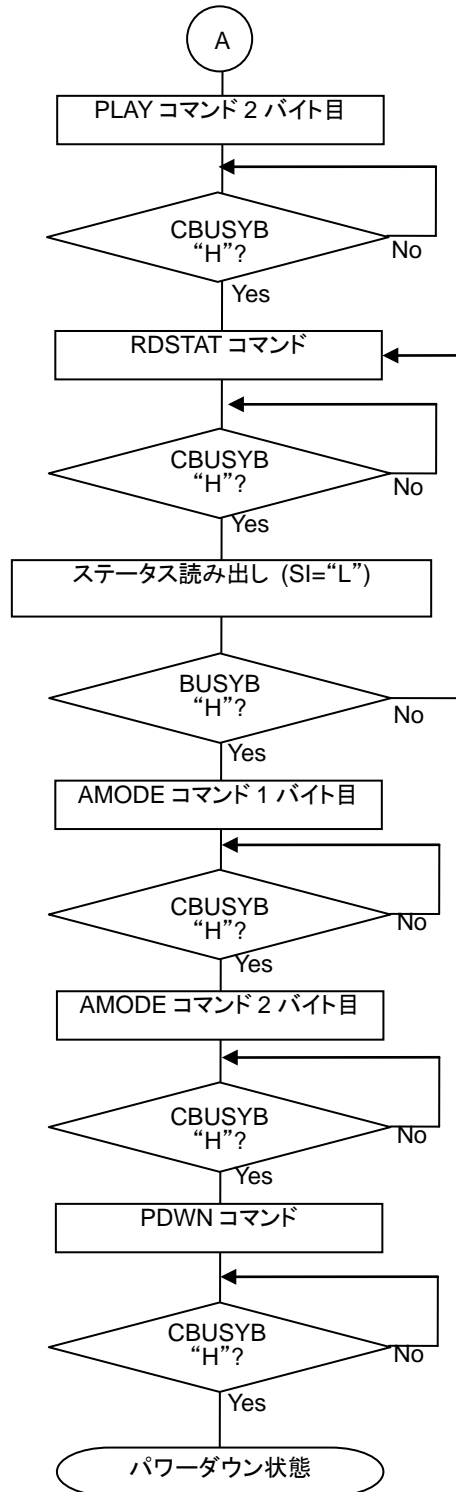 A
PLAY コマンド 2 バイト目
CBUSYB
“H”?
No
Yes
RDSTAT コマンド
CBUSYB
“H”?
No
Yes
ステータス読み出し (SI=“L”)
BUSYB
“H”?
No
Yes
AMODE コマンド 1 バイト目
CBUSYB
“H”?
No
Yes
AMODE コマンド 2 バイト目
CBUSYB
“H”?
No
Yes
PDWN コマンド
CBUSYB
“H”?
No
Yes
パワーダウン状態